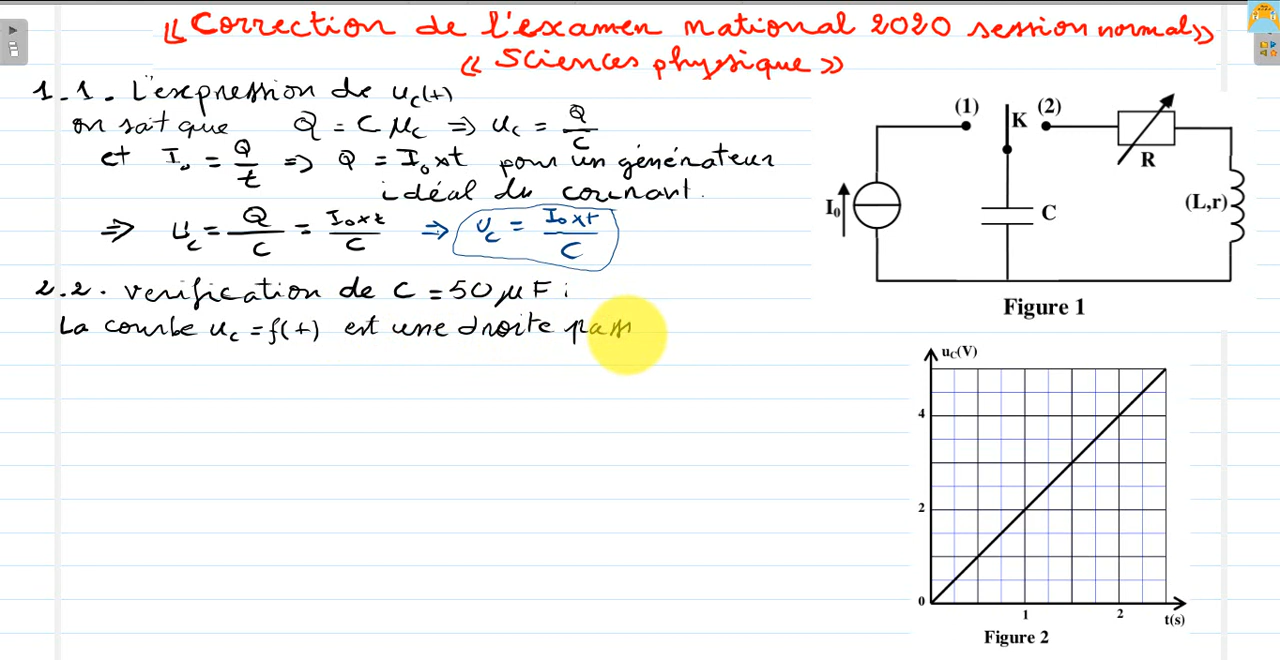 « Correction de l'examen national 2020 session normal »
« Sciences physique »
1.1. L'expression de uc(t)
on sait que Q = C uc ⇒ uc = Q/C
et I₀ = Q/t ⇒ Q = I₀ x t pour un générateur
idéal du courant.
⇒ Uc = Q/C = I₀xt/C ⇒ Uc = I₀xt/C
2.2. Verification de C = 50 μF :
La courbe uc = f(t) est une droite pass
(1) K (2)
R
I₀ C (L,r)
Figure 1
uC(V)
4
2
0
1 2 t(s)
Figure 2